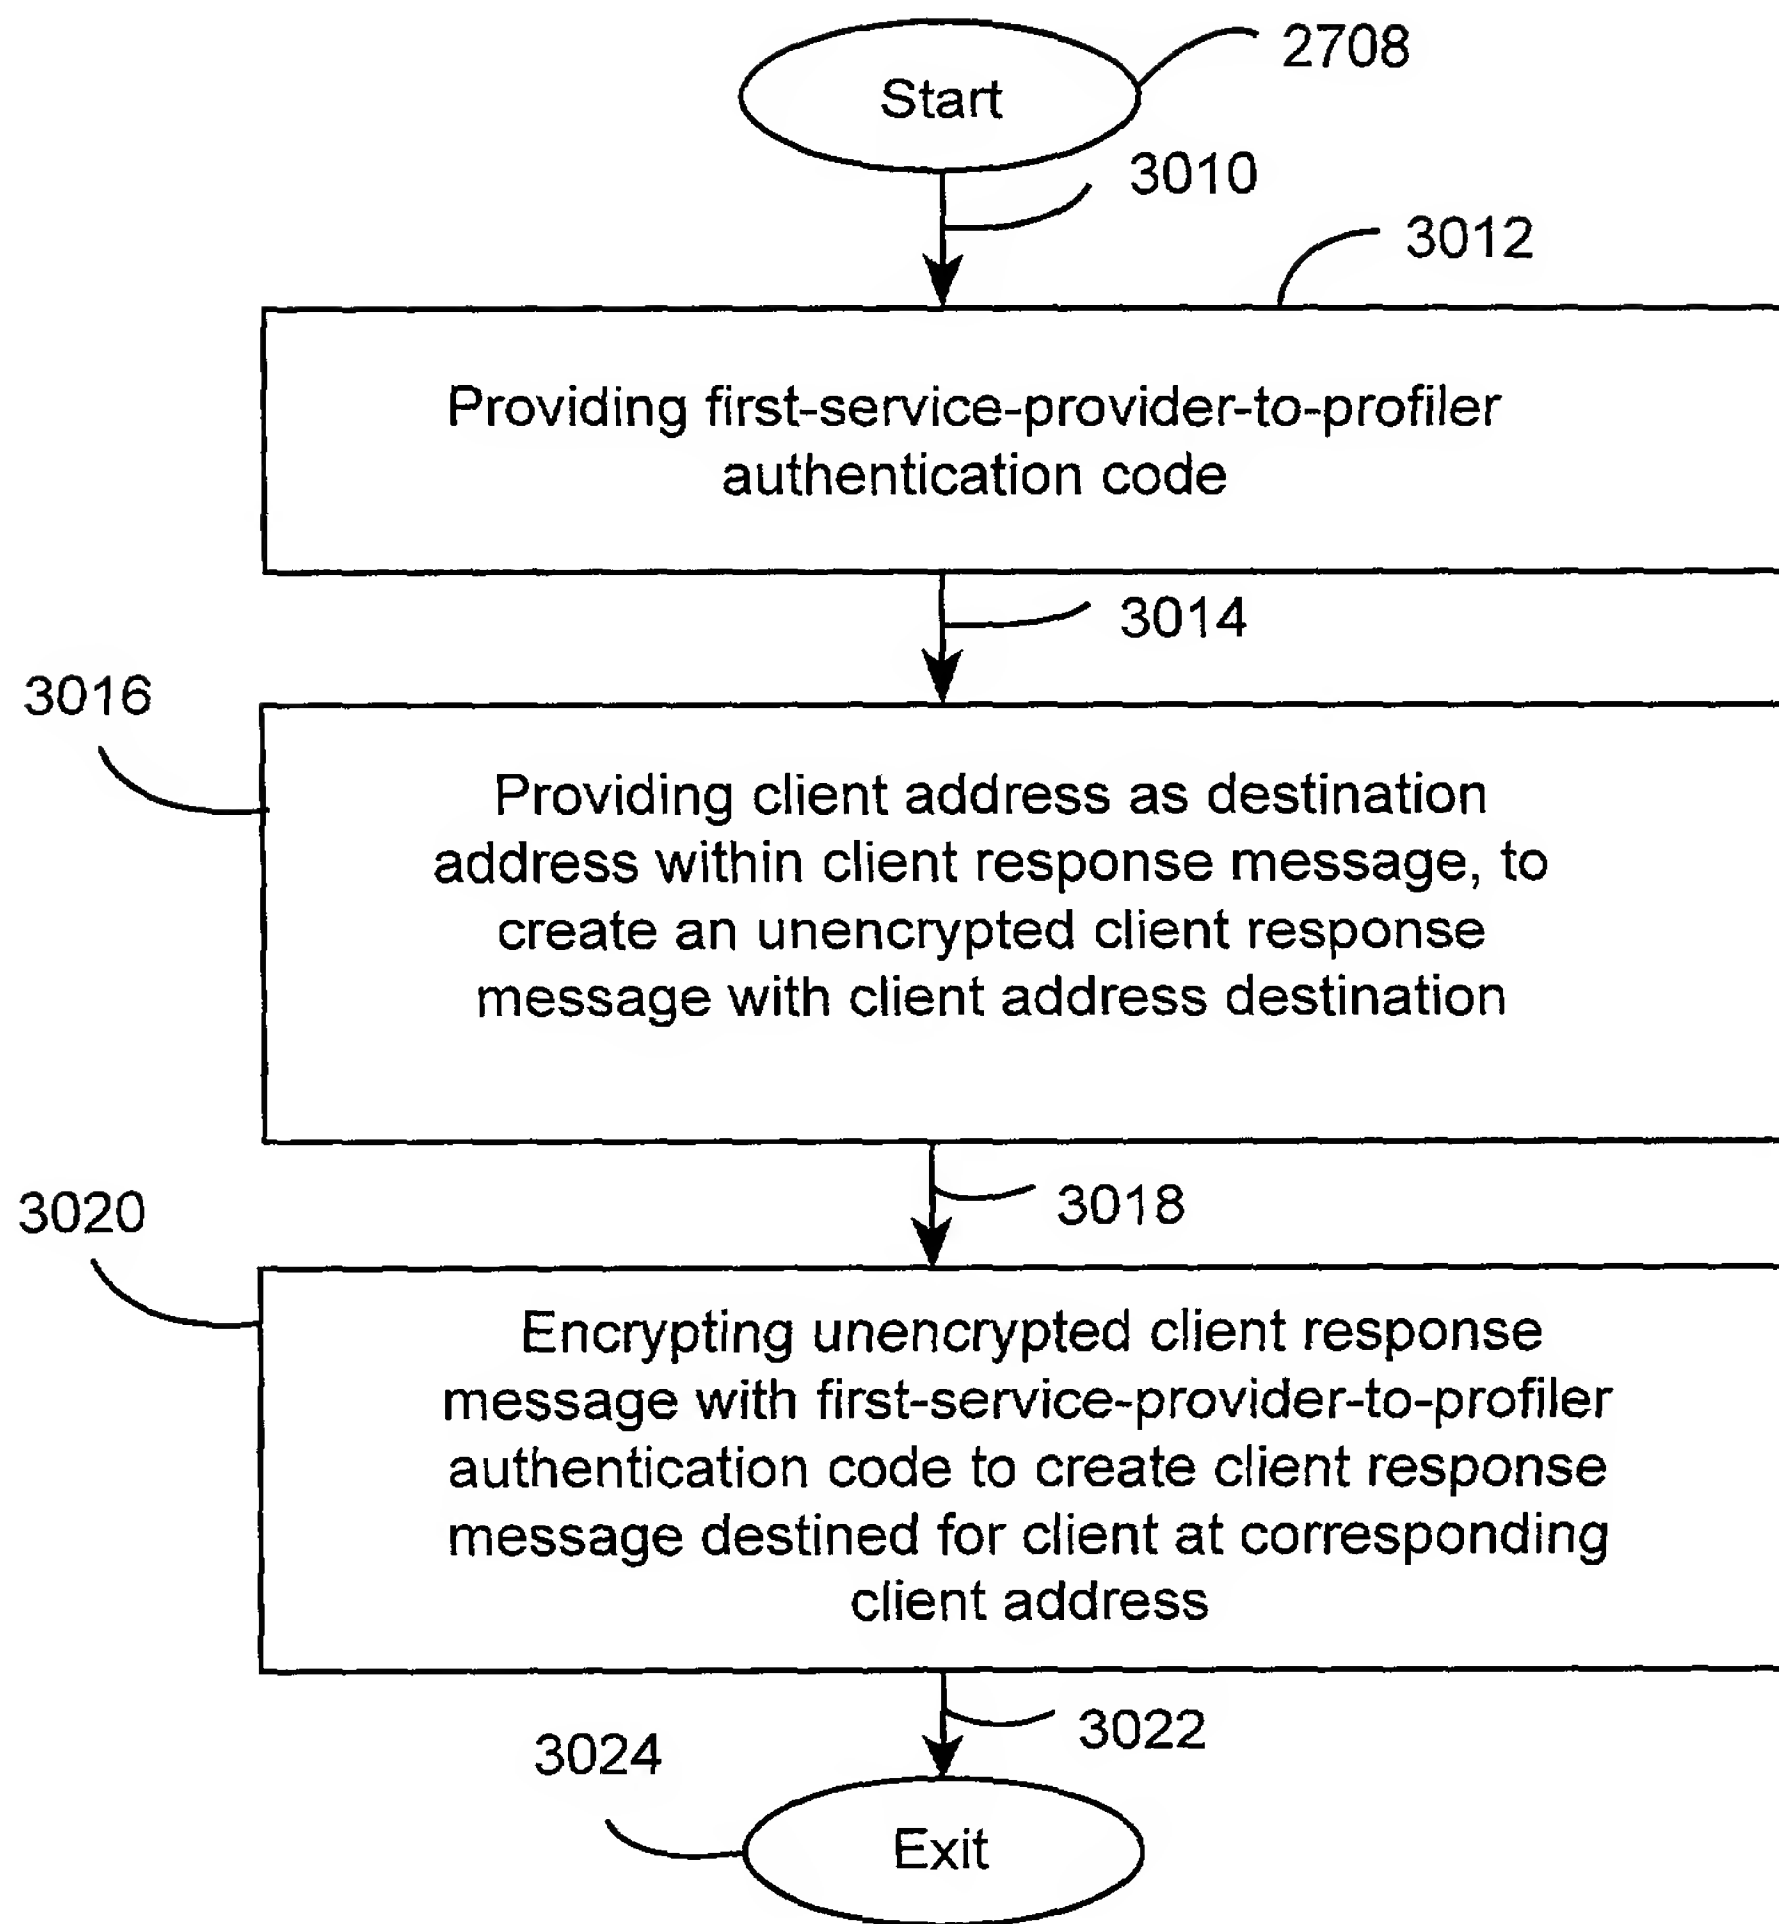 2708
Start
3010
3012
Providing first-service-provider-to-profiler
authentication code
3014
3016
Providing client address as destination
address within client response message, to
create an unencrypted client response
message with client address destination
3018
3020
Encrypting unencrypted client response
message with first-service-provider-to-profiler
authentication code to create client response
message destined for client at corresponding
client address
3022
3024
Exit